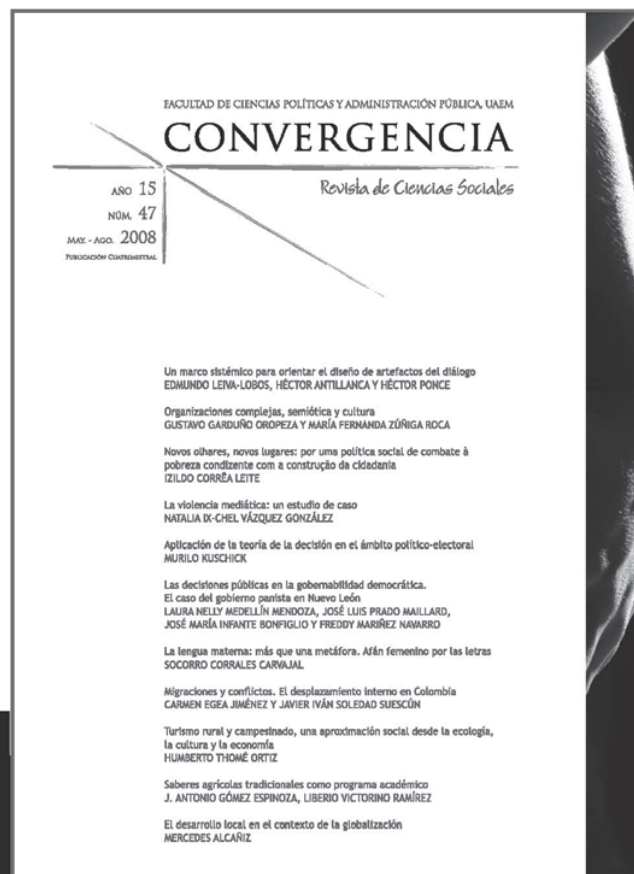 FACULTAD DE CIENCIAS POLÍTICAS Y ADMINISTRACIÓN PÚBLICA, UAEM
CONVERGENCIA
Revista de Ciencias Sociales
AÑO 15
NÚM. 47
MAY. - AGO. 2008
PUBLICACIÓN CUATRIMESTRAL
Un marco sistémico para orientar el diseño de artefactos del diálogo
EDMUNDO LEIVA-LOBOS, HÉCTOR ANTILLANCA Y HÉCTOR PONCE
Organizaciones complejas, semiótica y cultura
GUSTAVO GARDUÑO OROPEZA Y MARÍA FERNANDA ZÚÑIGA ROCA
Novos olhares, novos lugares: por uma política social de combate à
pobreza condizente com a construção da cidadania
IZILDO CORRÊA LEITE
La violencia mediática: un estudio de caso
NATALIA IX-CHEL VÁZQUEZ GONZÁLEZ
Aplicación de la teoría de la decisión en el ámbito político-electoral
MURILO KUSCHICK
Las decisiones públicas en la gobernabilidad democrática.
El caso del gobierno panista en Nuevo León
LAURA NELLY MEDELLÍN MENDOZA, JOSÉ LUIS PRADO MAILLARD,
JOSÉ MARÍA INFANTE BONFIGLIO Y FREDDY MARIÑEZ NAVARRO
La lengua materna: más que una metáfora. Afán femenino por las letras
SOCORRO CORRALES CARVAJAL
Migraciones y conflictos. El desplazamiento interno en Colombia
CARMEN EGEA JIMÉNEZ Y JAVIER IVÁN SOLEDAD SUESCÚN
Turismo rural y campesinado, una aproximación social desde la ecología,
la cultura y la economía
HUMBERTO THOMÉ ORTIZ
Saberes agrícolas tradicionales como programa académico
J. ANTONIO GÓMEZ ESPINOZA, LIBERIO VICTORINO RAMÍREZ
El desarrollo local en el contexto de la globalización
MERCEDES ALCAÑIZ